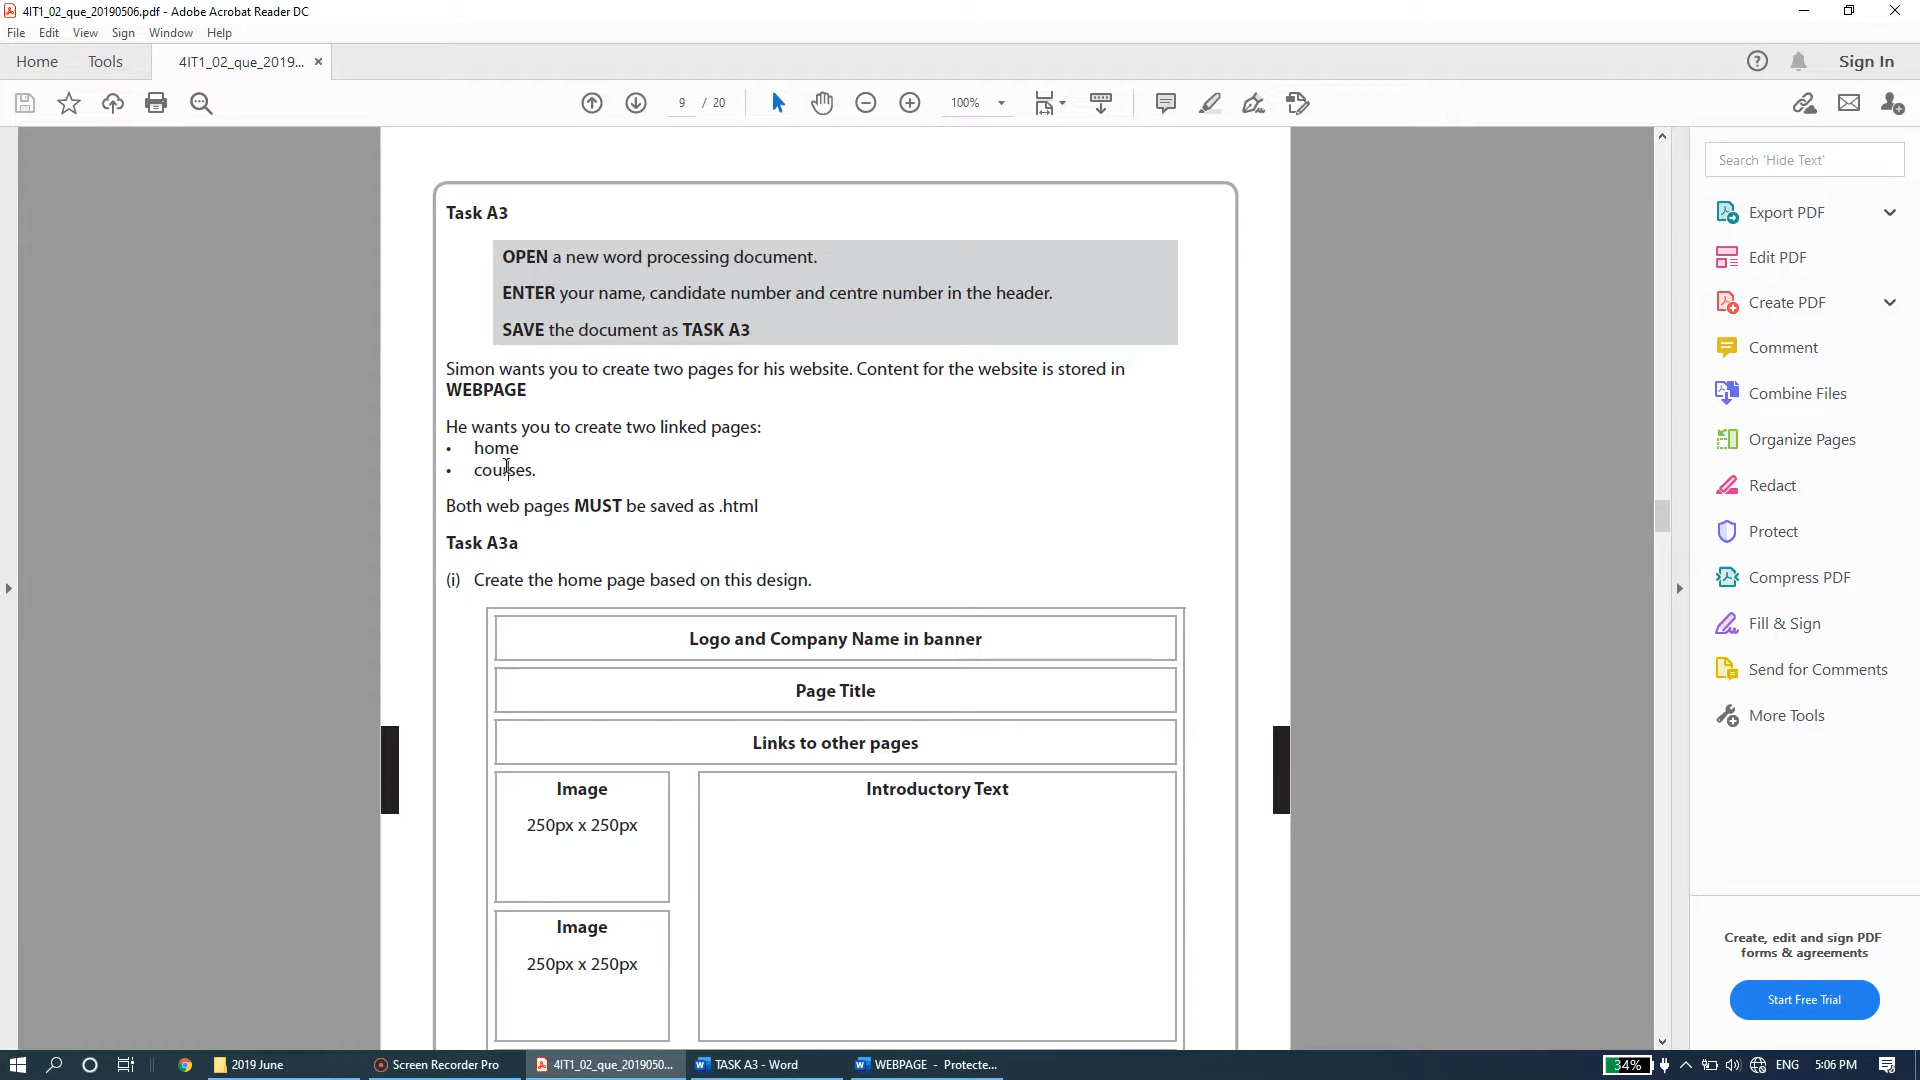 4IT1_02_que_20190506.pdf - Adobe Acrobat Reader DC
File Edit View Sign Window Help
Home Tools 4IT1_02_que_2019... × Sign In
9 / 20 100%
Search 'Hide Text'
Export PDF
Edit PDF
Create PDF
Comment
Combine Files
Organize Pages
Redact
Protect
Compress PDF
Fill & Sign
Send for Comments
More Tools
Create, edit and sign PDF
forms & agreements
Start Free Trial
Task A3
OPEN a new word processing document.
ENTER your name, candidate number and centre number in the header.
SAVE the document as TASK A3
Simon wants you to create two pages for his website. Content for the website is stored in
WEBPAGE
He wants you to create two linked pages:
• home
• courses.
Both web pages MUST be saved as .html
Task A3a
(i) Create the home page based on this design.
Logo and Company Name in banner
Page Title
Links to other pages
Image
250px x 250px
Introductory Text
Image
250px x 250px
2019 June Screen Recorder Pro 4IT1_02_que_2019050... TASK A3 - Word WEBPAGE - Protecte... 34% ENG 5:06 PM